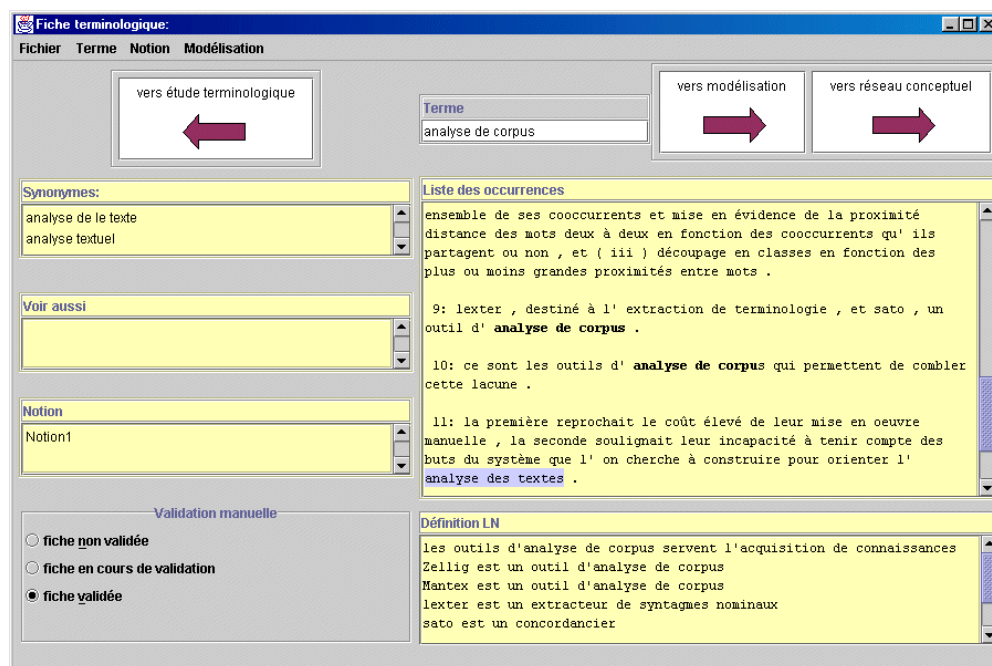 Fiche terminologique:
Fichier Terme Notion Modélisation
vers étude terminologique
Terme
analyse de corpus
vers modélisation
vers réseau conceptuel
Synonymes:
analyse de le texte
analyse textuel
Voir aussi
Notion
Notion1
Validation manuelle
fiche non validée
fiche en cours de validation
fiche validée
Liste des occurrences
ensemble de ses cooccurrents et mise en évidence de la proximité
distance des mots deux à deux en fonction des cooccurrents qu' ils
partagent ou non , et ( iii ) découpage en classes en fonction des
plus ou moins grandes proximités entre mots .
9: lexter , destiné à l' extraction de terminologie , et sato , un
outil d' analyse de corpus .
10: ce sont les outils d' analyse de corpus qui permettent de combler
cette lacune .
11: la première reprochait le coût élevé de leur mise en oeuvre
manuelle , la seconde soulignait leur incapacité à tenir compte des
buts du système que l' on cherche à construire pour orienter l'
analyse des textes .
Définition LN
les outils d'analyse de corpus servent l'acquisition de connaissances
Zellig est un outil d'analyse de corpus
Mantex est un outil d'analyse de corpus
lexter est un extracteur de syntagmes nominaux
sato est un concordancier